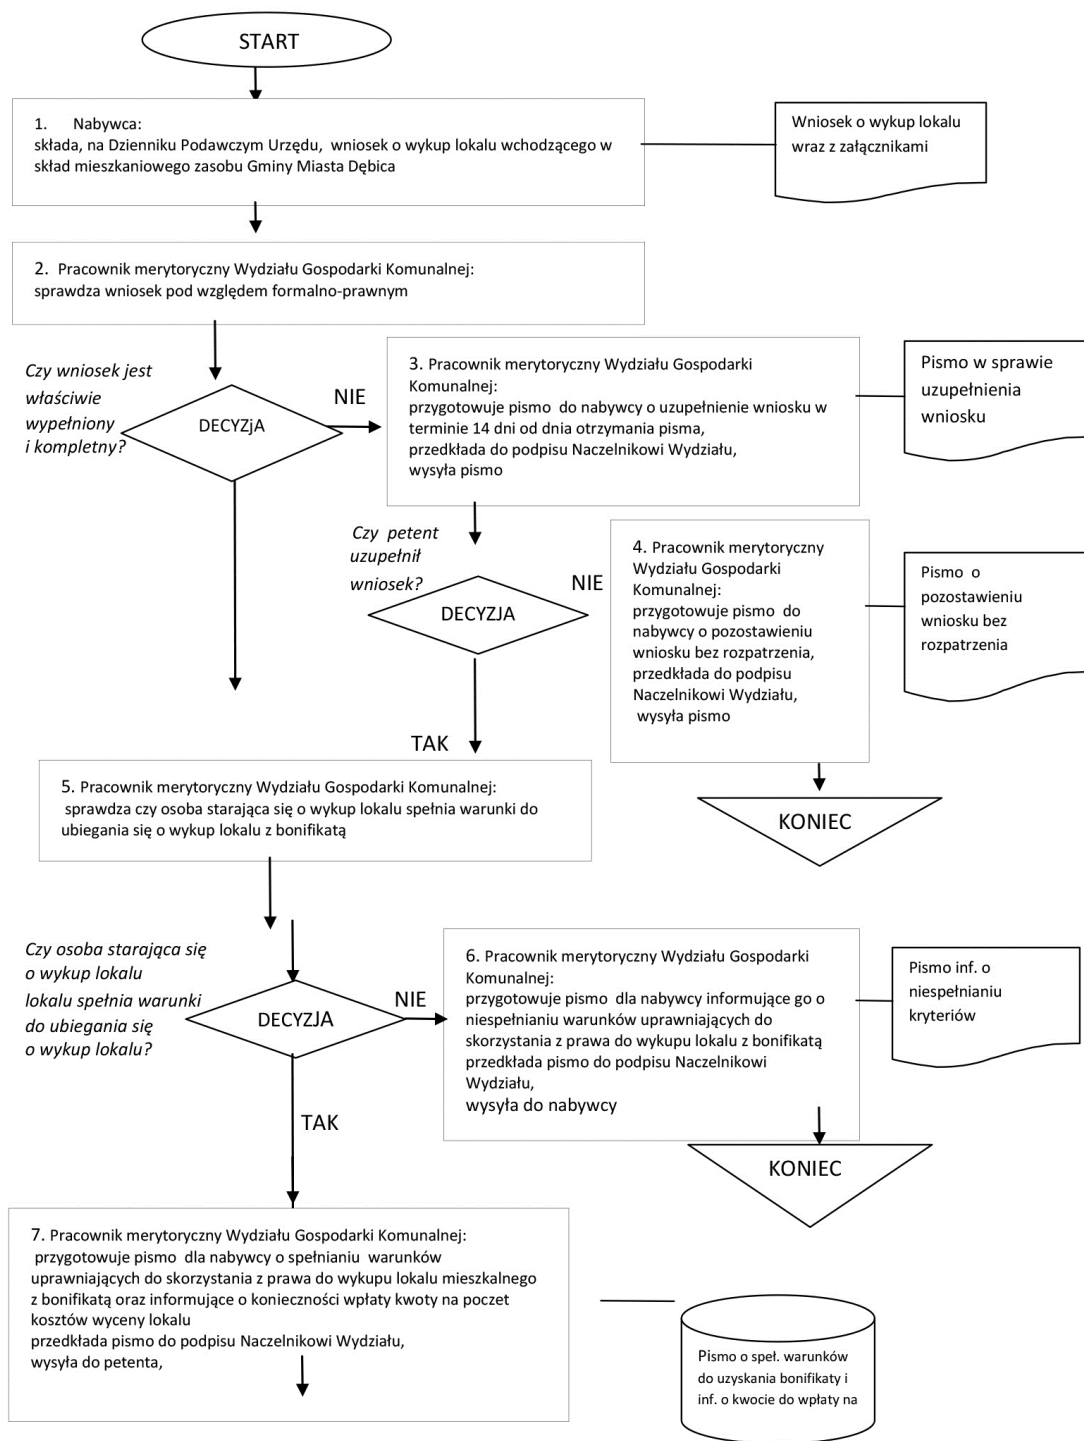 START
1. Nabywca:
składa, na Dzienniku Podawczym Urzędu, wniosek o wykup lokalu wchodzącego w
skład mieszkaniowego zasobu Gminy Miasta Dębica
Wniosek o wykup lokalu
wraz z załącznikami
2. Pracownik merytoryczny Wydziału Gospodarki Komunalnej:
sprawdza wniosek pod względem formalno-prawnym
Czy wniosek jest
właściwie
wypełniony
i kompletny?
DECYZjA
NIE
3. Pracownik merytoryczny Wydziału Gospodarki
Komunalnej:
przygotowuje pismo do nabywcy o uzupełnienie wniosku w
terminie 14 dni od dnia otrzymania pisma,
przedkłada do podpisu Naczelnikowi Wydziału,
wysyła pismo
Pismo w sprawie
uzupełnienia
wniosku
Czy petent
uzupełnił
wniosek?
DECYZJA
NIE
TAK
4. Pracownik merytoryczny
Wydziału Gospodarki
Komunalnej:
przygotowuje pismo do
nabywcy o pozostawieniu
wniosku bez rozpatrzenia,
przedkłada do podpisu
Naczelnikowi Wydziału,
wysyła pismo
Pismo o
pozostawieniu
wniosku bez
rozpatrzenia
KONIEC
5. Pracownik merytoryczny Wydziału Gospodarki Komunalnej:
sprawdza czy osoba starająca się o wykup lokalu spełnia warunki do
ubiegania się o wykup lokalu z bonifikatą
Czy osoba starająca się
o wykup lokalu
lokalu spełnia warunki
do ubiegania się
o wykup lokalu?
DECYZJA
NIE
TAK
6. Pracownik merytoryczny Wydziału Gospodarki
Komunalnej:
przygotowuje pismo dla nabywcy informujące go o
niespełnianiu warunków uprawniających do
skorzystania z prawa do wykupu lokalu z bonifikatą
przedkłada pismo do podpisu Naczelnikowi
Wydziału,
wysyła do nabywcy
Pismo inf. o
niespełnianiu
kryteriów
KONIEC
7. Pracownik merytoryczny Wydziału Gospodarki Komunalnej:
przygotowuje pismo dla nabywcy o spełnianiu warunków
uprawniających do skorzystania z prawa do wykupu lokalu mieszkalnego
z bonifikatą oraz informujące o konieczności wpłaty kwoty na poczet
kosztów wyceny lokalu
przedkłada pismo do podpisu Naczelnikowi Wydziału,
wysyła do petenta,
Pismo o speł. warunków
do uzyskania bonifikaty i
inf. o kwocie do wpłaty na